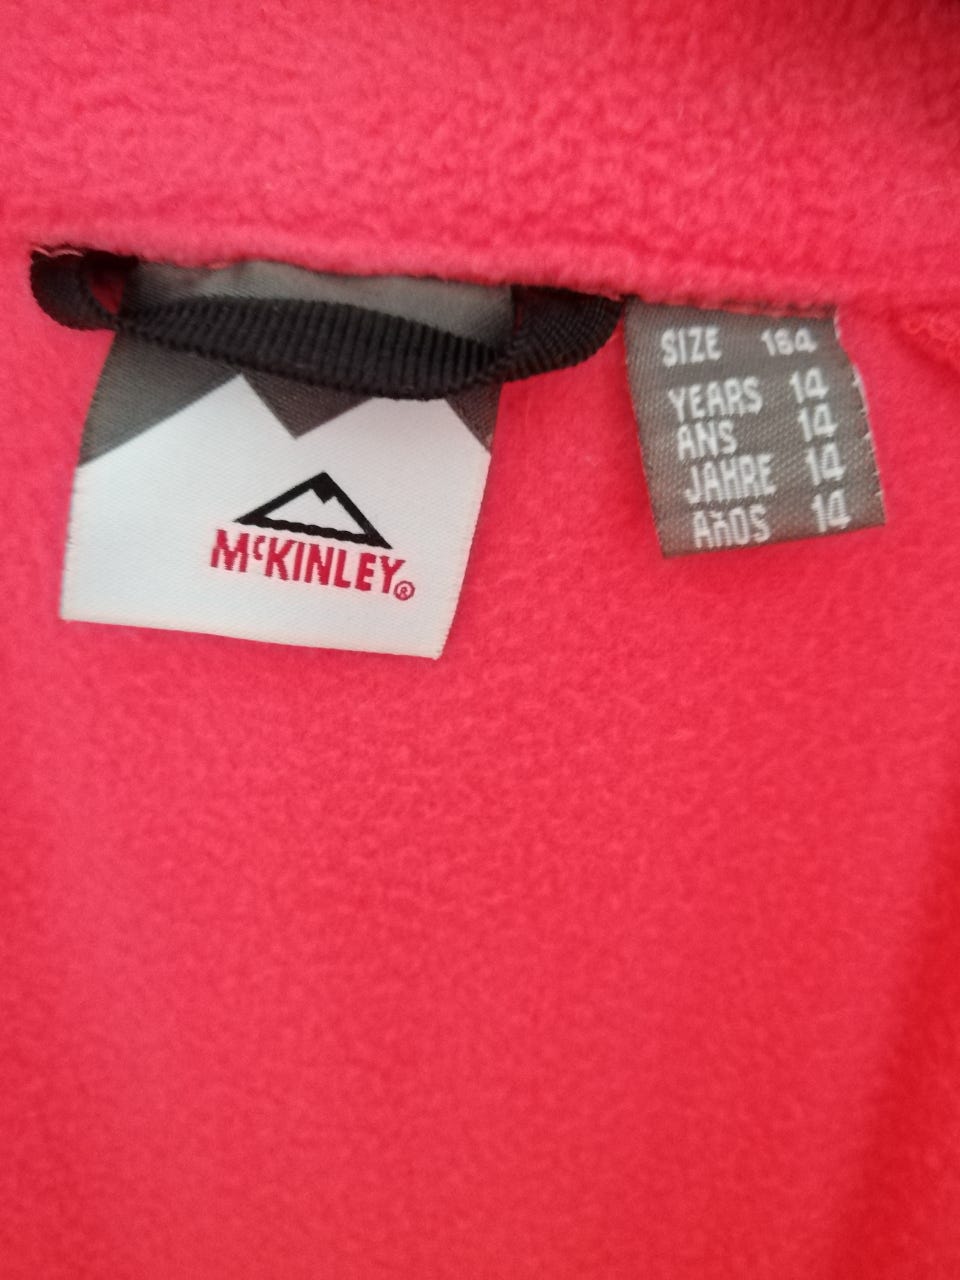 McKINLEY®
SIZE 164
YEARS 14
ANS 14
JAHRE 14
AÑOS 14